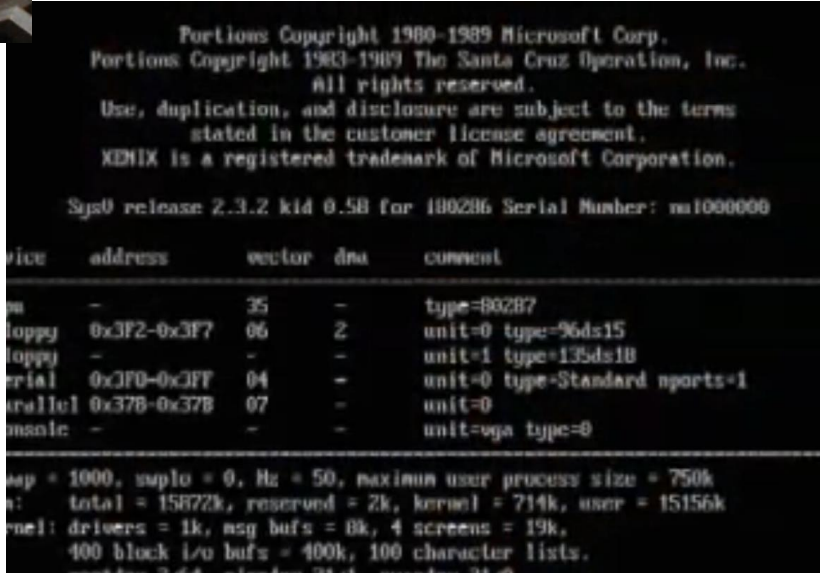 Portions Copyright 1980-1989 Microsoft Corp.
Portions Copyright 1983-1989 The Santa Cruz Operation, Inc.
All rights reserved.
Use, duplication, and disclosure are subject to the terms
stated in the customer license agreement.
XENIX is a registered trademark of Microsoft Corporation.
SysV release 2.3.2 kid 0.58 for i80286 Serial Number: nul000000
vice address vector dma comment
pu - 35 - type=80287
loppy 0x3F2-0x3F7 06 2 unit=0 type=96ds15
loppy - - - unit=1 type=135ds18
erial 0x3F8-0x3FF 04 - unit=0 type=Standard nports=1
arallel 0x378-0x37B 07 - unit=0
onsole - - - unit=vga type=0
wap = 1000, swplo = 0, Hz = 50, maximum user process size = 750k
m: total = 15872k, reserved = 2k, kernel = 714k, user = 15156k
rnel: drivers = 1k, msg bufs = 8k, 4 screens = 19k,
400 block i/o bufs = 400k, 100 character lists.